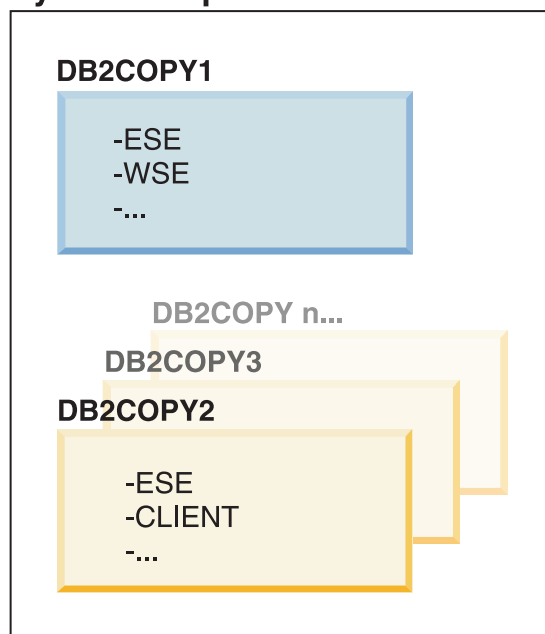 DB2COPY1
-ESE
-WSE
-...
DB2COPY n...
DB2COPY3
DB2COPY2
-ESE
-CLIENT
-...